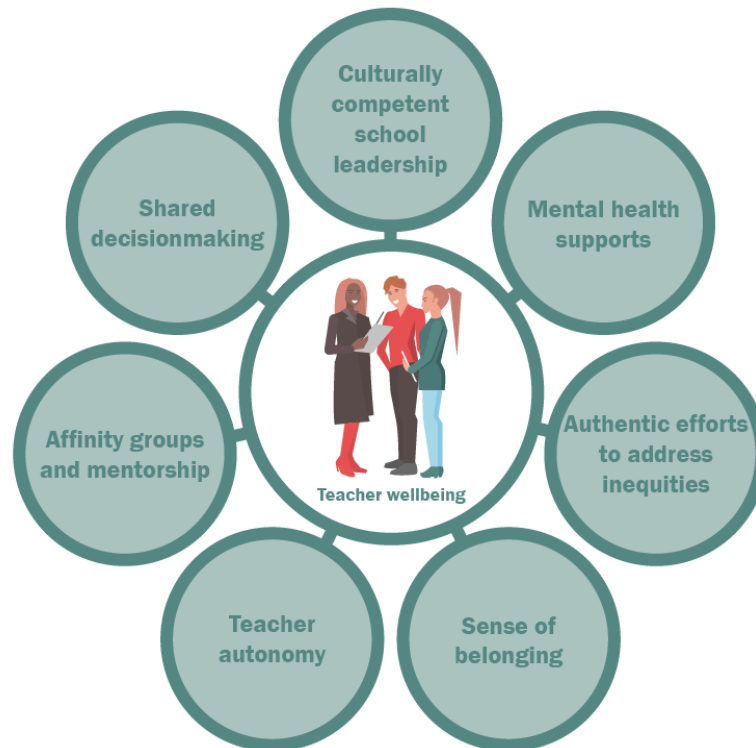 Culturally
competent
school
leadership
Mental health
supports
Authentic efforts
to address
inequities
Sense of
belonging
Teacher
autonomy
Affinity groups
and mentorship
Shared
decisionmaking
Teacher wellbeing